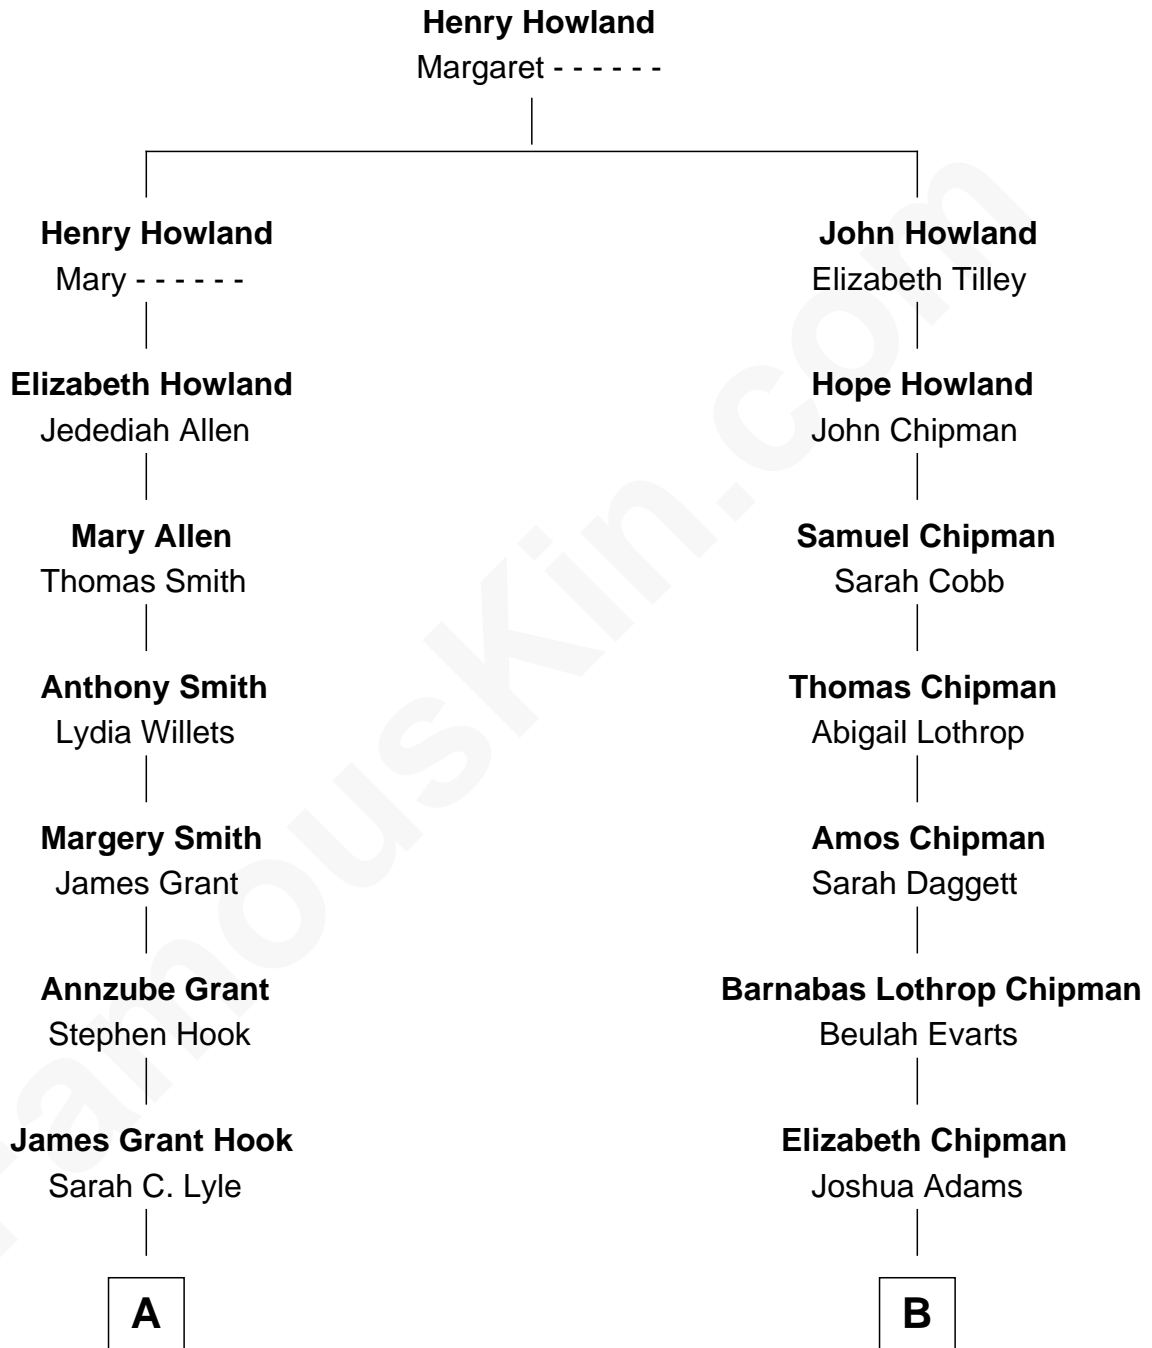 Henry Howland
Margaret - - - - - -
Henry Howland
Mary - - - - - -
John Howland
Elizabeth Tilley
Elizabeth Howland
Jedediah Allen
Hope Howland
John Chipman
Mary Allen
Thomas Smith
Samuel Chipman
Sarah Cobb
Anthony Smith
Lydia Willets
Thomas Chipman
Abigail Lothrop
Margery Smith
James Grant
Amos Chipman
Sarah Daggett
Annzube Grant
Stephen Hook
Barnabas Lothrop Chipman
Beulah Evarts
James Grant Hook
Sarah C. Lyle
Elizabeth Chipman
Joshua Adams
A
B
FamousKin.com